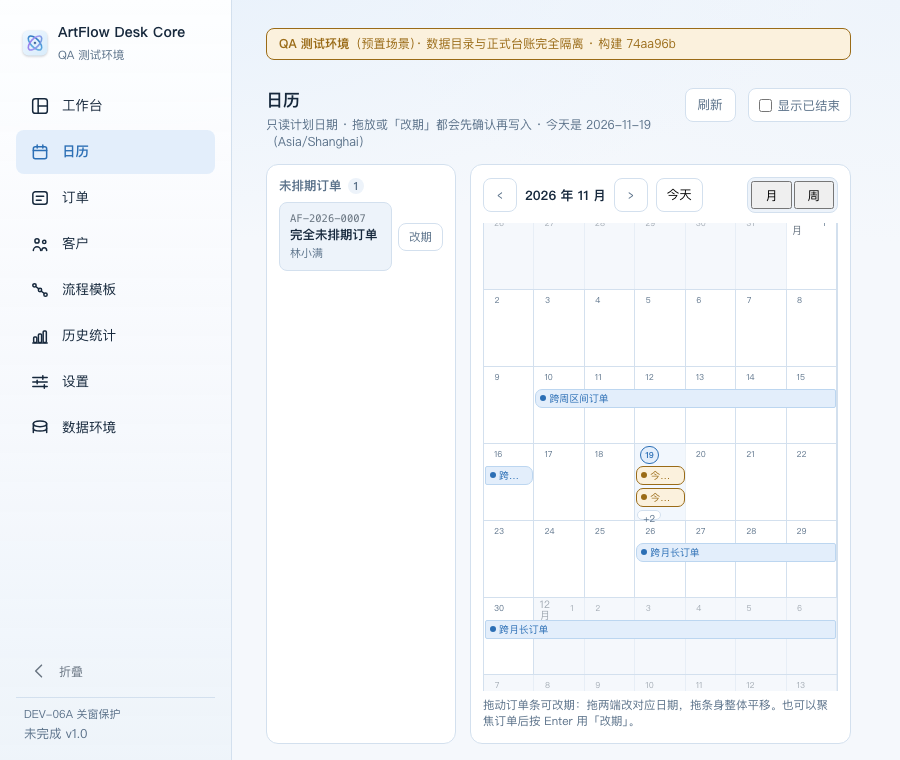 ArtFlow Desk Core
QA 测试环境
工作台
日历
订单
客户
流程模板
历史统计
设置
数据环境
折叠
DEV-06A 关窗保护
未完成 v1.0
QA 测试环境（预置场景）· 数据目录与正式台账完全隔离 · 构建 74aa96b
日历
只读计划日期 · 拖放或「改期」都会先确认再写入 · 今天是 2026-11-19
（Asia/Shanghai）
刷新
显示已结束
未排期订单 1
AF-2026-0007
完全未排期订单
林小满
改期
2026 年 11 月
今天
月 周
26 27 28 29 30 31
月
2 3 4 5 6 7 8
9 10 11 12 13 14 15
跨周区间订单
16 17 18 19 20 21 22
跨… 今…
今…
+2
23 24 25 26 27 28 29
跨月长订单
30 12月 1 2 3 4 5 6
跨月长订单
7 8 9 10 11 12 13
拖动订单条可改期：拖两端改对应日期，拖条身整体平移。也可以聚
焦订单后按 Enter 用「改期」。